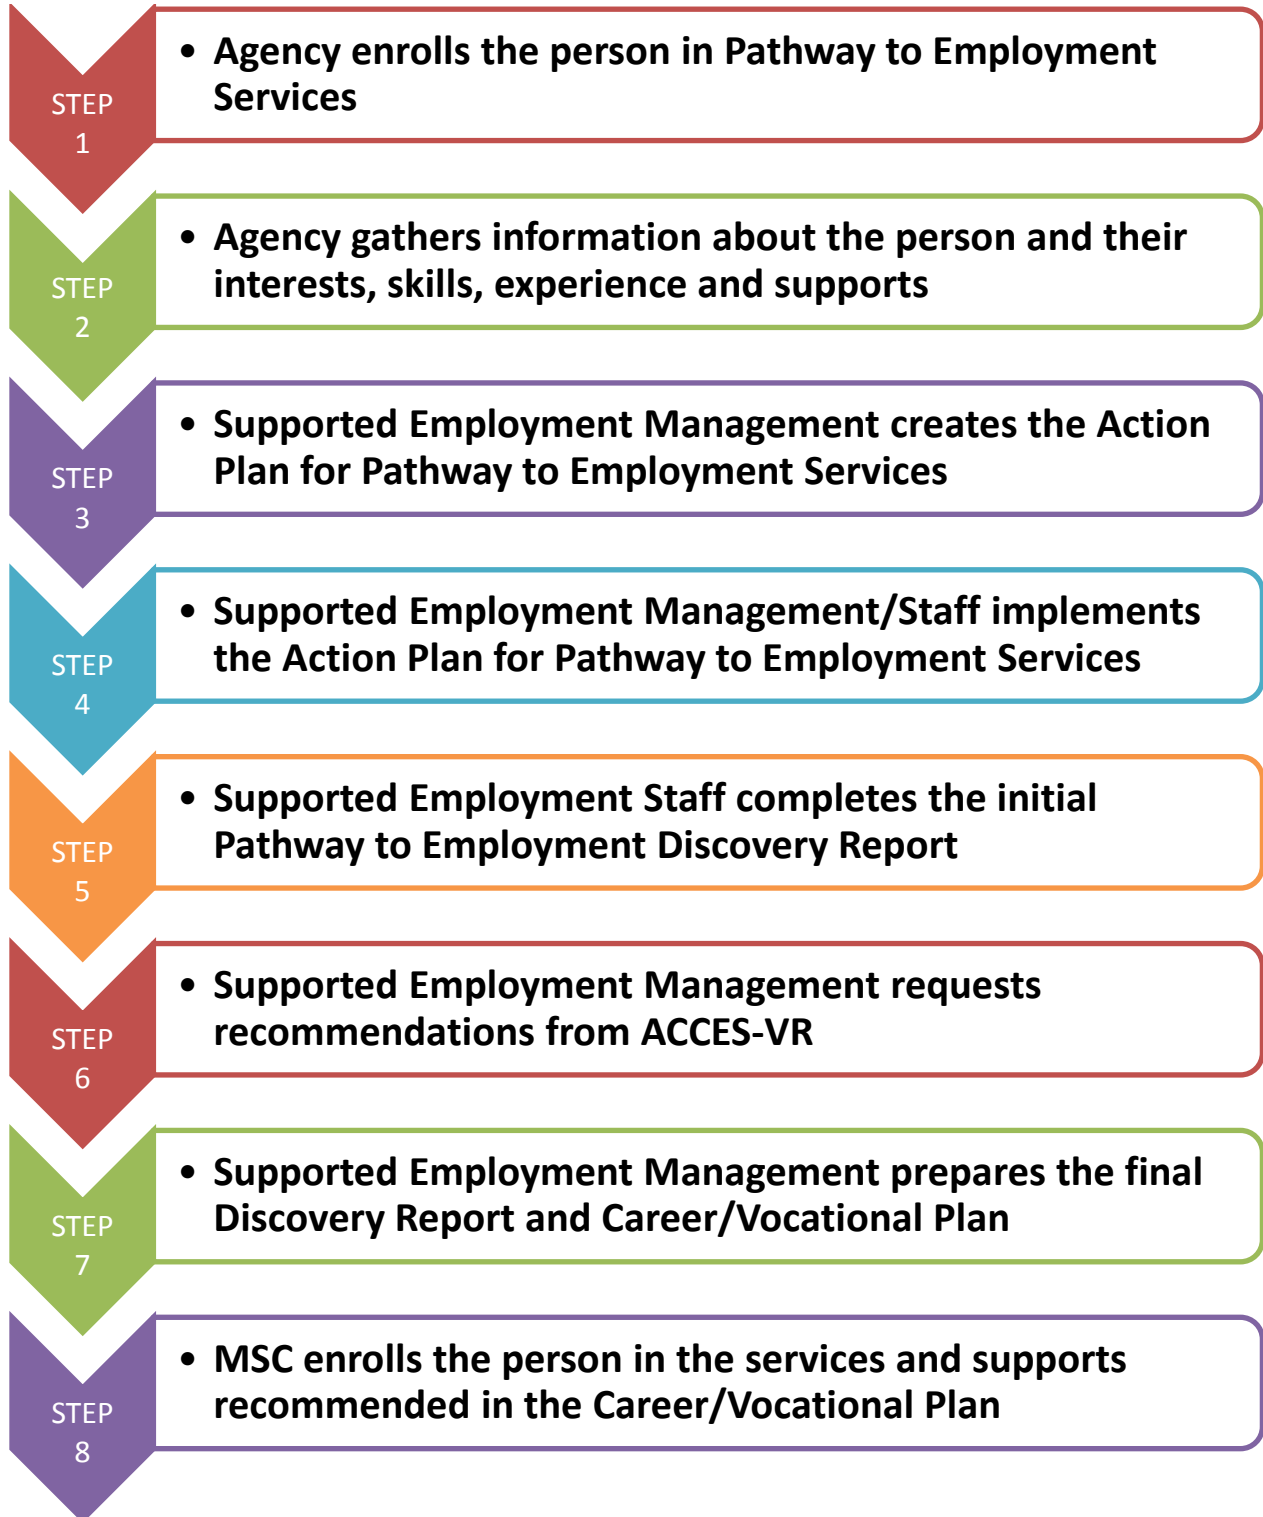 STEP
1
• Agency enrolls the person in Pathway to Employment
Services
STEP
2
• Agency gathers information about the person and their
interests, skills, experience and supports
STEP
3
• Supported Employment Management creates the Action
Plan for Pathway to Employment Services
STEP
4
• Supported Employment Management/Staff implements
the Action Plan for Pathway to Employment Services
STEP
5
• Supported Employment Staff completes the initial
Pathway to Employment Discovery Report
STEP
6
• Supported Employment Management requests
recommendations from ACCES-VR
STEP
7
• Supported Employment Management prepares the final
Discovery Report and Career/Vocational Plan
STEP
8
• MSC enrolls the person in the services and supports
recommended in the Career/Vocational Plan